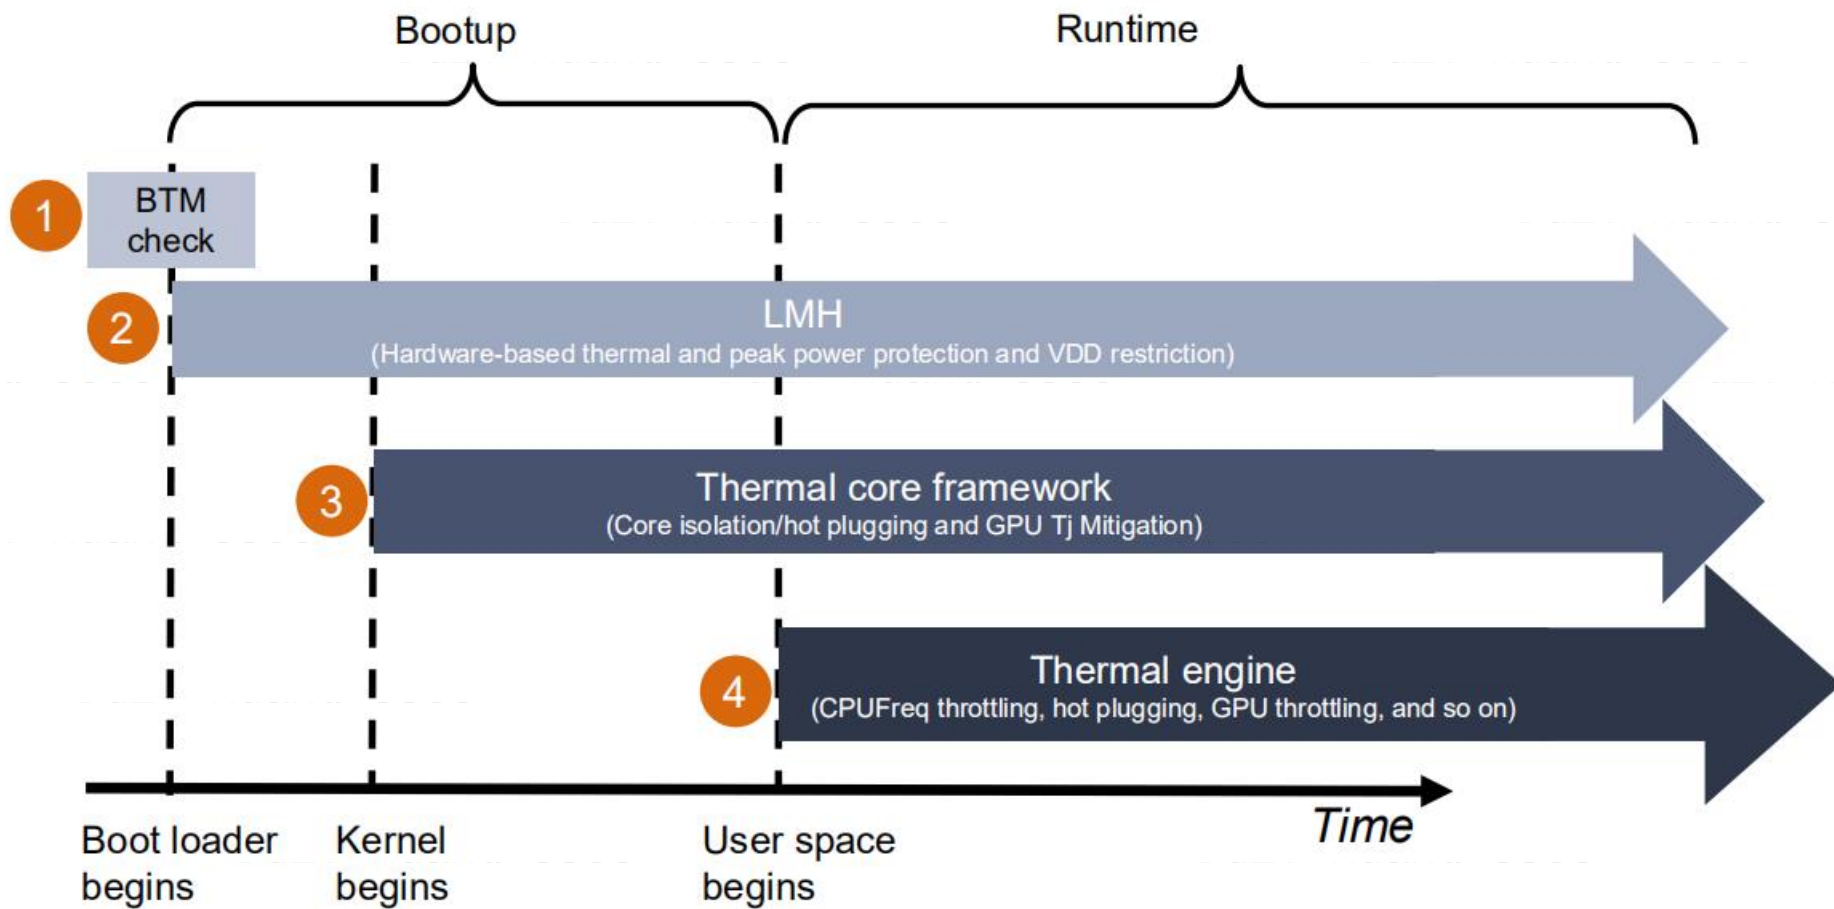 Bootup
Runtime
1
BTM
check
2
LMH
(Hardware-based thermal and peak power protection and VDD restriction)
3
Thermal core framework
(Core isolation/hot plugging and GPU Tj Mitigation)
4
Thermal engine
(CPUFreq throttling, hot plugging, GPU throttling, and so on)
Time
Boot loader
begins
Kernel
begins
User space
begins